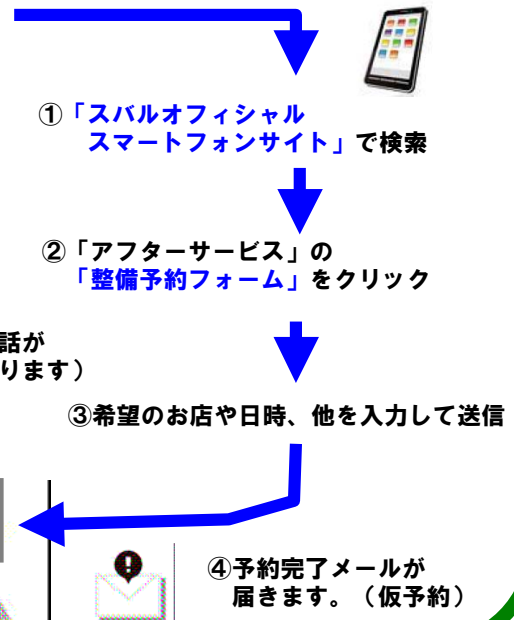 ①「スバルオフィシャル
スマートフォンサイト」で検索
②「アフターサービス」の
「整備予約フォーム」をクリック
話が
ります）
③希望のお店や日時、他を入力して送信
④予約完了メールが
届きます。（仮予約）